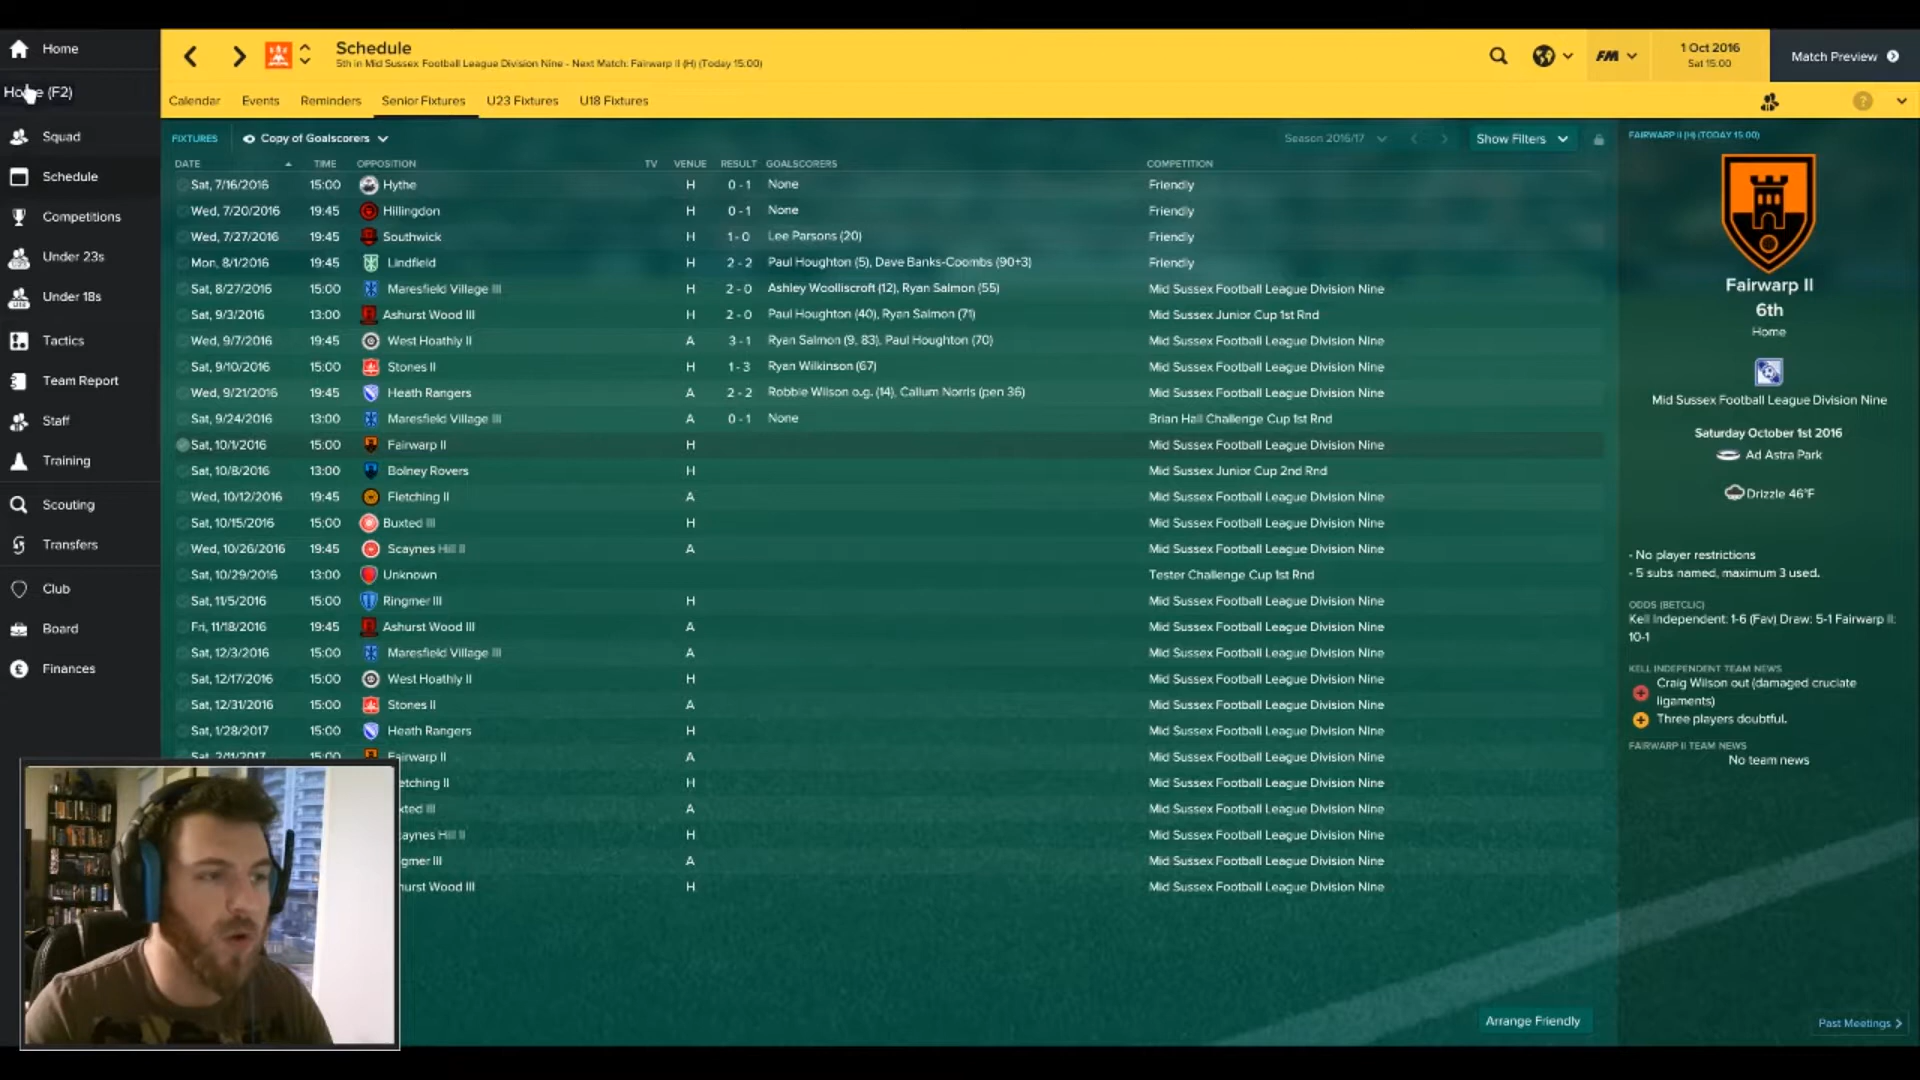 Home
Schedule
5th in Mid Sussex Football League Division Nine - Next Match: Fairwarp II (H) (Today 15:00)
FM
1 Oct 2016
Sat 15:00
Match Preview
Home (F2)
Calendar Events Reminders Senior Fixtures U23 Fixtures U18 Fixtures
?
Squad
Schedule
Competitions
Under 23s
Under 18s
Tactics
Team Report
Staff
Training
Scouting
Transfers
Club
Board
Finances
FIXTURES Copy of Goalscorers Season 2016/17 Show Filters
DATE TIME OPPOSITION TV VENUE RESULT GOALSCORERS COMPETITION
Sat, 7/16/2016 15:00 Hythe H 0 - 1 None Friendly
Wed, 7/20/2016 19:45 Hillingdon H 0 - 1 None Friendly
Wed, 7/27/2016 19:45 Southwick H 1 - 0 Lee Parsons (20) Friendly
Mon, 8/1/2016 19:45 Lindfield H 2 - 2 Paul Houghton (5), Dave Banks-Coombs (90+3) Friendly
Sat, 8/27/2016 15:00 Maresfield Village III H 2 - 0 Ashley Woolliscroft (12), Ryan Salmon (55) Mid Sussex Football League Division Nine
Sat, 9/3/2016 13:00 Ashurst Wood III H 2 - 0 Paul Houghton (40), Ryan Salmon (71) Mid Sussex Junior Cup 1st Rnd
Wed, 9/7/2016 19:45 West Hoathly II A 3 - 1 Ryan Salmon (9, 83), Paul Houghton (70) Mid Sussex Football League Division Nine
Sat, 9/10/2016 15:00 Stones II H 1 - 3 Ryan Wilkinson (67) Mid Sussex Football League Division Nine
Wed, 9/21/2016 19:45 Heath Rangers A 2 - 2 Robbie Wilson o.g. (14), Callum Norris (pen 36) Mid Sussex Football League Division Nine
Sat, 9/24/2016 13:00 Maresfield Village III A 0 - 1 None Brian Hall Challenge Cup 1st Rnd
Sat, 10/1/2016 15:00 Fairwarp II H Mid Sussex Football League Division Nine
Sat, 10/8/2016 13:00 Bolney Rovers H Mid Sussex Junior Cup 2nd Rnd
Wed, 10/12/2016 19:45 Fletching II A Mid Sussex Football League Division Nine
Sat, 10/15/2016 15:00 Buxted III H Mid Sussex Football League Division Nine
Wed, 10/26/2016 19:45 Scaynes Hill II A Mid Sussex Football League Division Nine
Sat, 10/29/2016 13:00 Unknown Tester Challenge Cup 1st Rnd
Sat, 11/5/2016 15:00 Ringmer III H Mid Sussex Football League Division Nine
Fri, 11/18/2016 19:45 Ashurst Wood III A Mid Sussex Football League Division Nine
Sat, 12/3/2016 15:00 Maresfield Village III A Mid Sussex Football League Division Nine
Sat, 12/17/2016 15:00 West Hoathly II H Mid Sussex Football League Division Nine
Sat, 12/31/2016 15:00 Stones II A Mid Sussex Football League Division Nine
Sat, 1/28/2017 15:00 Heath Rangers H Mid Sussex Football League Division Nine
Sat, 2/11/2017 15:00 Fairwarp II A Mid Sussex Football League Division Nine
etching II H Mid Sussex Football League Division Nine
xted III A Mid Sussex Football League Division Nine
caynes Hill II H Mid Sussex Football League Division Nine
gmer III A Mid Sussex Football League Division Nine
hurst Wood III H Mid Sussex Football League Division Nine
Arrange Friendly
FAIRWARP II (H) (TODAY 15:00)
Fairwarp II
6th
Home
Mid Sussex Football League Division Nine
Saturday October 1st 2016
Ad Astra Park
Drizzle 46°F
- No player restrictions
- 5 subs named, maximum 3 used.
ODDS (BETCLIC)
Kell Independent: 1-6 (Fav) Draw: 5-1 Fairwarp II:
10-1
KELL INDEPENDENT TEAM NEWS
Craig Wilson out (damaged cruciate
ligaments)
Three players doubtful.
FAIRWARP II TEAM NEWS
No team news
Past Meetings